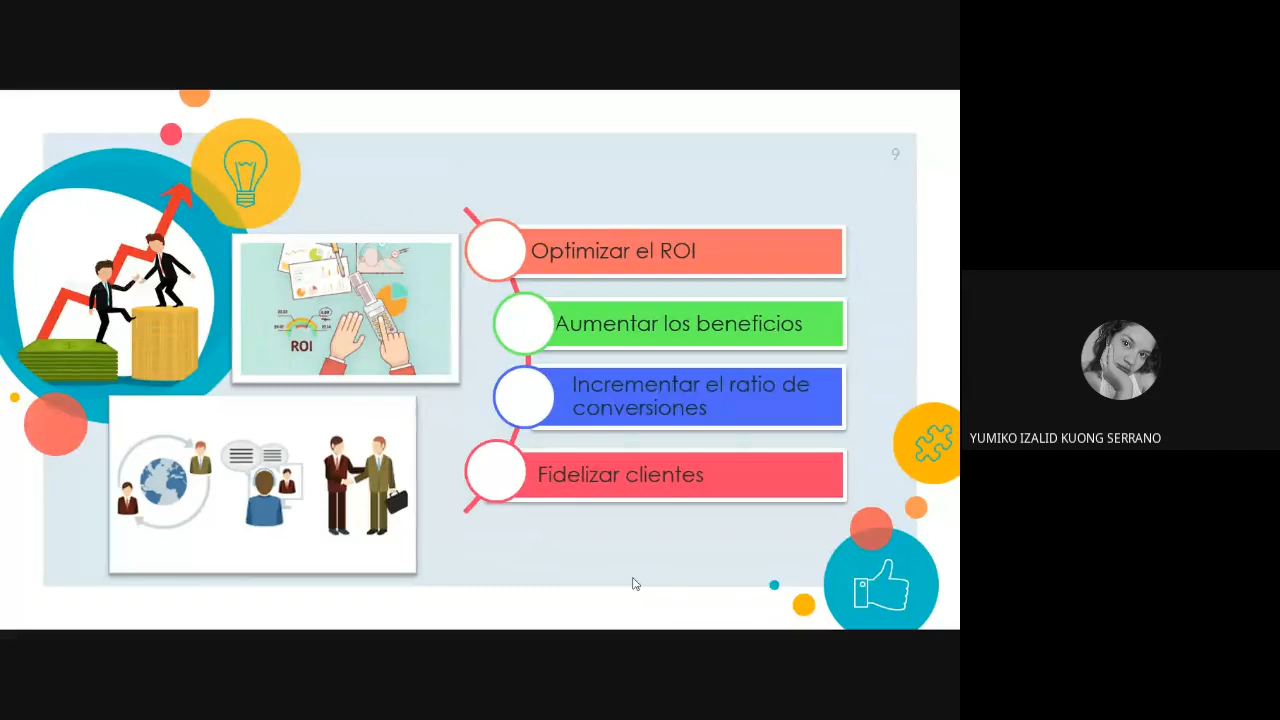 9
Optimizar el ROI
Aumentar los beneficios
ROI
Incrementar el ratio de
conversiones
YUMIKO IZALID KUONG SERRANO
Fidelizar clientes